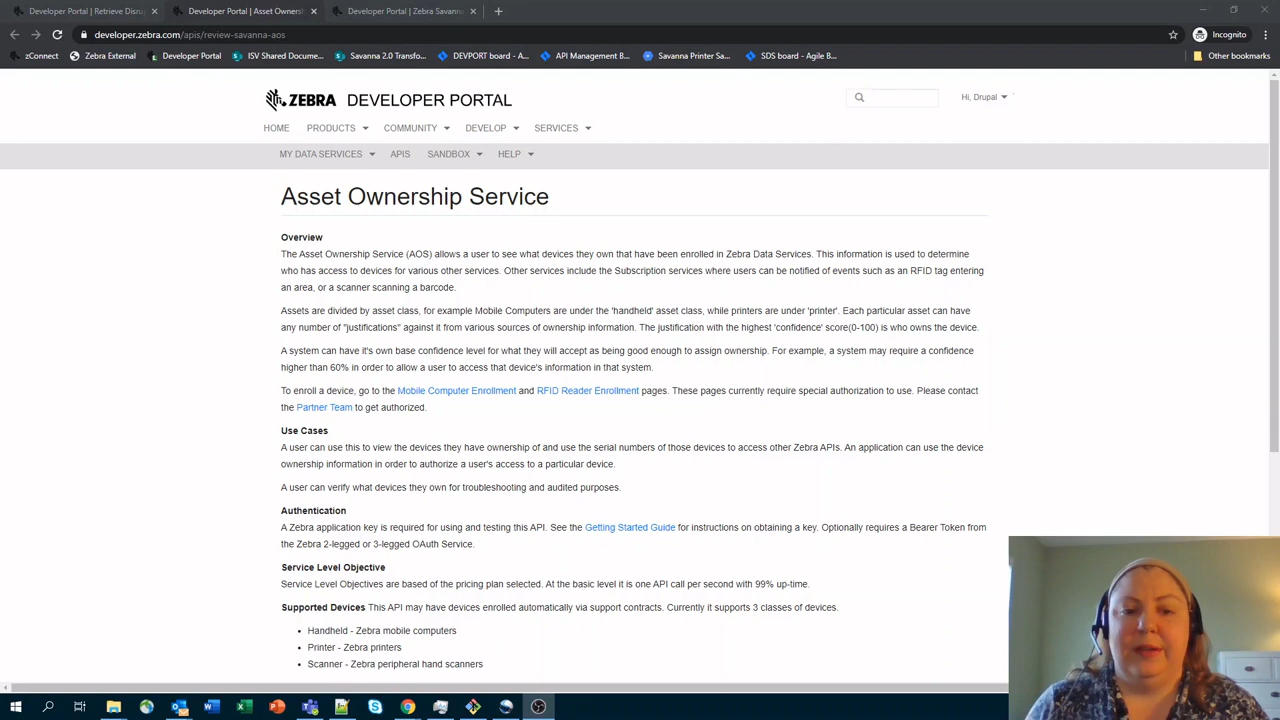 Developer Portal | Retrieve Disrup
Developer Portal | Asset Ownersh
Developer Portal | Zebra Savanna
developer.zebra.com/apis/review-savanna-aos
Incognito
zConnect
Zebra External
Developer Portal
ISV Shared Docume...
Savanna 2.0 Transfo...
DEVPORT board - A...
API Management B...
Savanna Printer Sa...
SDS board - Agile B...
Other bookmarks
ZEBRA DEVELOPER PORTAL
Hi, Drupal
HOME PRODUCTS COMMUNITY DEVELOP SERVICES
MY DATA SERVICES APIS SANDBOX HELP
Asset Ownership Service
Overview
The Asset Ownership Service (AOS) allows a user to see what devices they own that have been enrolled in Zebra Data Services. This information is used to determine
who has access to devices for various other services. Other services include the Subscription services where users can be notified of events such as an RFID tag entering
an area, or a scanner scanning a barcode.
Assets are divided by asset class, for example Mobile Computers are under the 'handheld' asset class, while printers are under 'printer'. Each particular asset can have
any number of "justifications" against it from various sources of ownership information. The justification with the highest 'confidence' score(0-100) is who owns the device.
A system can have it's own base confidence level for what they will accept as being good enough to assign ownership. For example, a system may require a confidence
higher than 60% in order to allow a user to access that device's information in that system.
To enroll a device, go to the Mobile Computer Enrollment and RFID Reader Enrollment pages. These pages currently require special authorization to use. Please contact
the Partner Team to get authorized.
Use Cases
A user can use this to view the devices they have ownership of and use the serial numbers of those devices to access other Zebra APIs. An application can use the device
ownership information in order to authorize a user's access to a particular device.
A user can verify what devices they own for troubleshooting and audited purposes.
Authentication
A Zebra application key is required for using and testing this API. See the Getting Started Guide for instructions on obtaining a key. Optionally requires a Bearer Token from
the Zebra 2-legged or 3-legged OAuth Service.
Service Level Objective
Service Level Objectives are based of the pricing plan selected. At the basic level it is one API call per second with 99% up-time.
Supported Devices This API may have devices enrolled automatically via support contracts. Currently it supports 3 classes of devices.
• Handheld - Zebra mobile computers
• Printer - Zebra printers
• Scanner - Zebra peripheral hand scanners